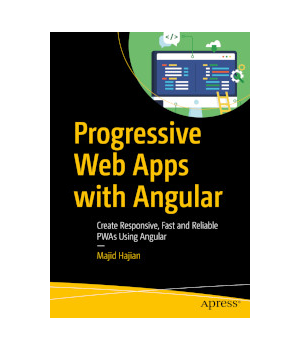 </>
Progressive
Web Apps
with Angular
Create Responsive, Fast and Reliable
PWAs Using Angular
—
Majid Hajian
Apress®